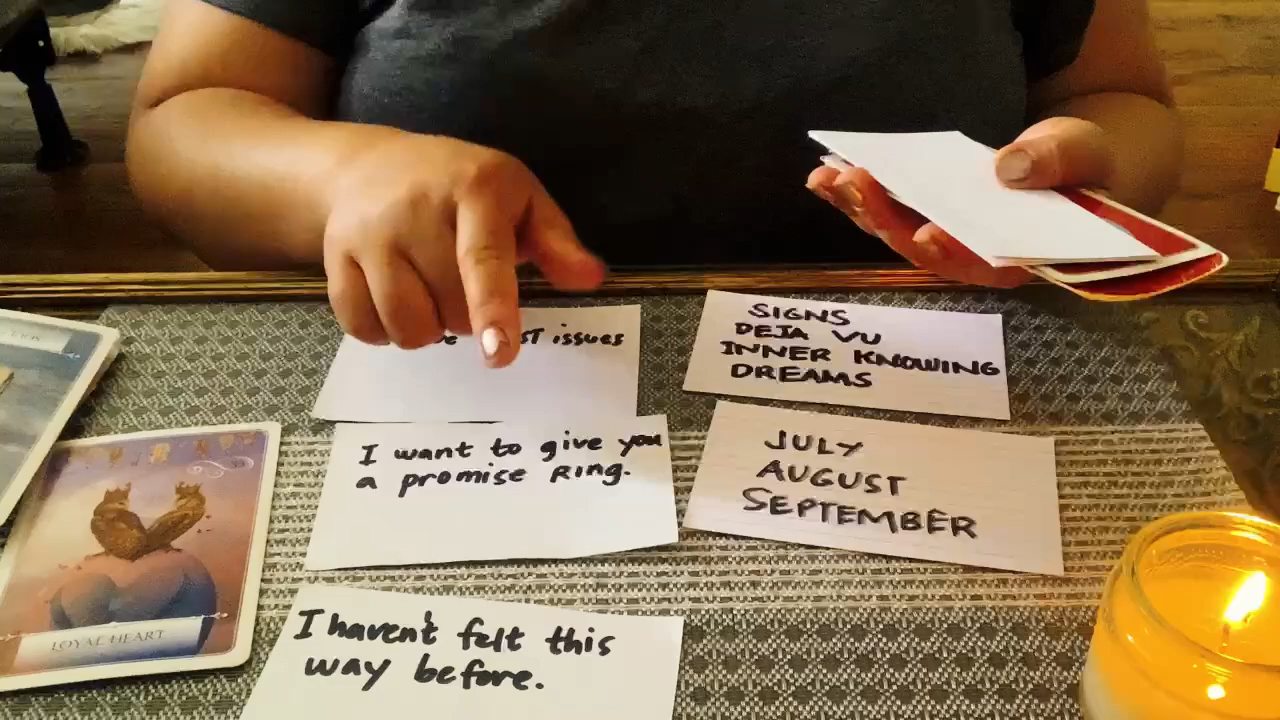 ST issues
SIGNS
DEJA VU
INNER KNOWING
DREAMS
I want to give you
a promise Ring.
JULY
AUGUST
SEPTEMBER
LOYAL HEART
I haven't felt this
way before.